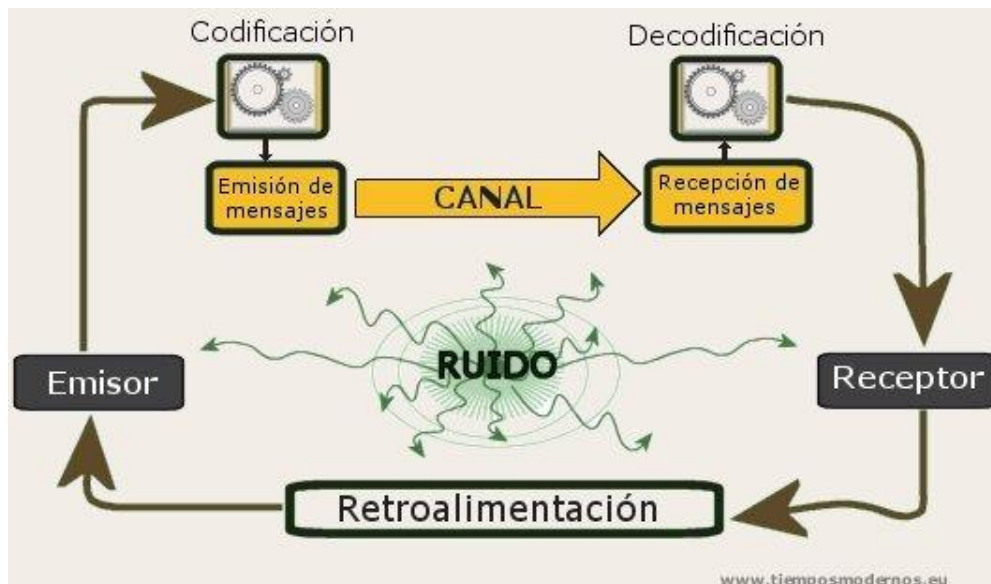 Codificación
Decodificación
Emisión de
mensajes
CANAL
Recepción de
mensajes
RUIDO
Emisor
Receptor
Retroalimentación
www.tiemposmodernos.eu